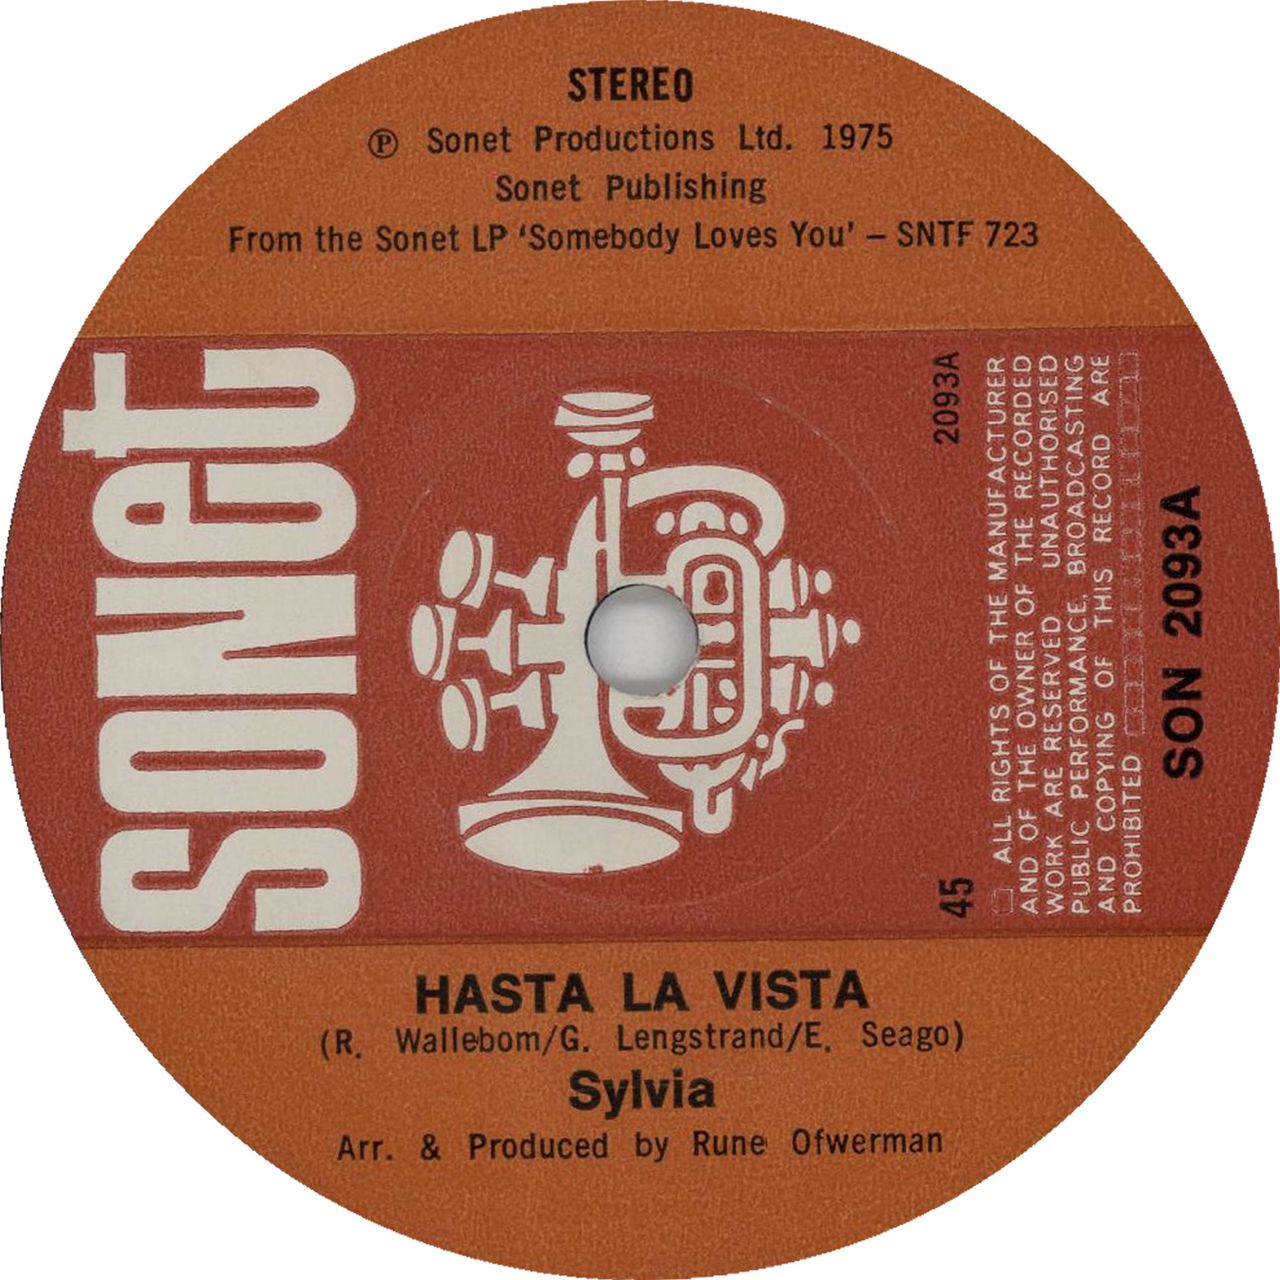 STEREO
℗ Sonet Productions Ltd. 1975
Sonet Publishing
From the Sonet LP ‘Somebody Loves You’ – SNTF 723
sonet
2093A
45
ALL RIGHTS OF THE MANUFACTURER
AND OF THE OWNER OF THE RECORDED
WORK ARE RESERVED UNAUTHORISED
PUBLIC PERFORMANCE, BROADCASTING
AND COPYING OF THIS RECORD ARE
PROHIBITED
SON 2093A
HASTA LA VISTA
(R. Wallebom/G. Lengstrand/E. Seago)
Sylvia
Arr. & Produced by Rune Ofwerman